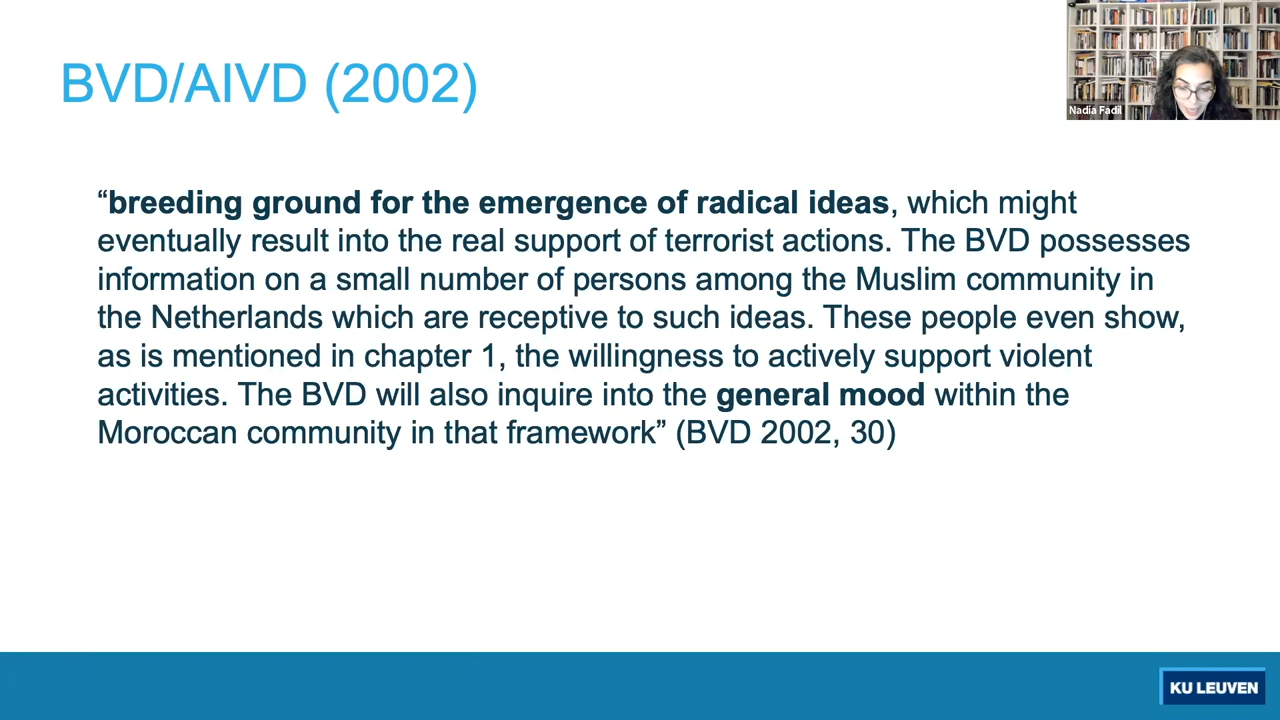 BVD/AIVD (2002)
Nadia Fadil
“breeding ground for the emergence of radical ideas, which might
eventually result into the real support of terrorist actions. The BVD possesses
information on a small number of persons among the Muslim community in
the Netherlands which are receptive to such ideas. These people even show,
as is mentioned in chapter 1, the willingness to actively support violent
activities. The BVD will also inquire into the general mood within the
Moroccan community in that framework” (BVD 2002, 30)
KU LEUVEN